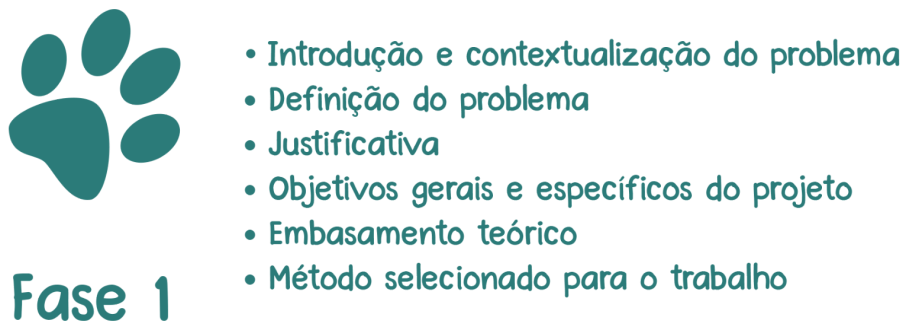 • Introdução e contextualização do problema
• Definição do problema
• Justificativa
• Objetivos gerais e específicos do projeto
• Embasamento teórico
• Método selecionado para o trabalho
Fase 1